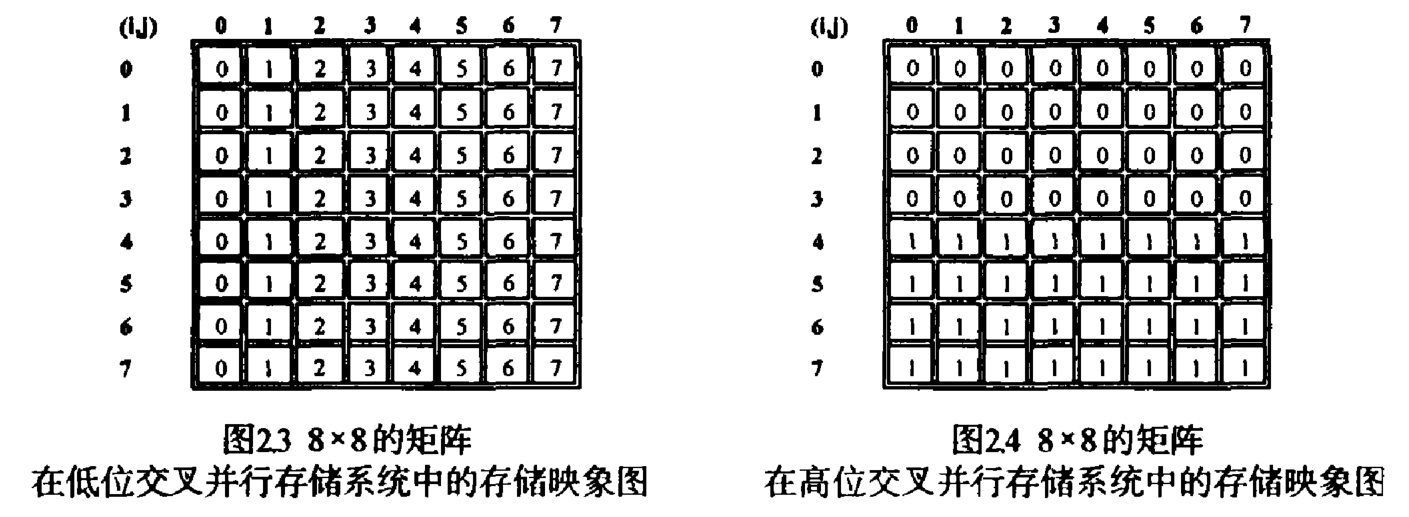 (i,j) 0 1 2 3 4 5 6 7
0 0 1 2 3 4 5 6 7
1 0 1 2 3 4 5 6 7
2 0 1 2 3 4 5 6 7
3 0 1 2 3 4 5 6 7
4 0 1 2 3 4 5 6 7
5 0 1 2 3 4 5 6 7
6 0 1 2 3 4 5 6 7
7 0 1 2 3 4 5 6 7
图2.3 8×8的矩阵
在低位交叉并行存储系统中的存储映象图
(i,j) 0 1 2 3 4 5 6 7
0 0 0 0 0 0 0 0 0
1 0 0 0 0 0 0 0 0
2 0 0 0 0 0 0 0 0
3 0 0 0 0 0 0 0 0
4 1 1 1 1 1 1 1 1
5 1 1 1 1 1 1 1 1
6 1 1 1 1 1 1 1 1
7 1 1 1 1 1 1 1 1
图2.4 8×8的矩阵
在高位交叉并行存储系统中的存储映象图